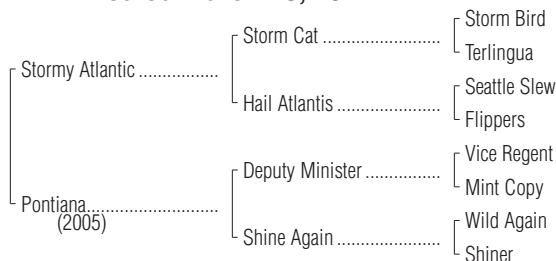 Storm Bird
Storm Cat ........................
Terlingua
Stormy Atlantic .................
Seattle Slew
Hail Atlantis .....................
Flippers
Vice Regent
Deputy Minister .................
Mint Copy
Pontiana............................
(2005)
Wild Again
Shine Again .....................
Shiner